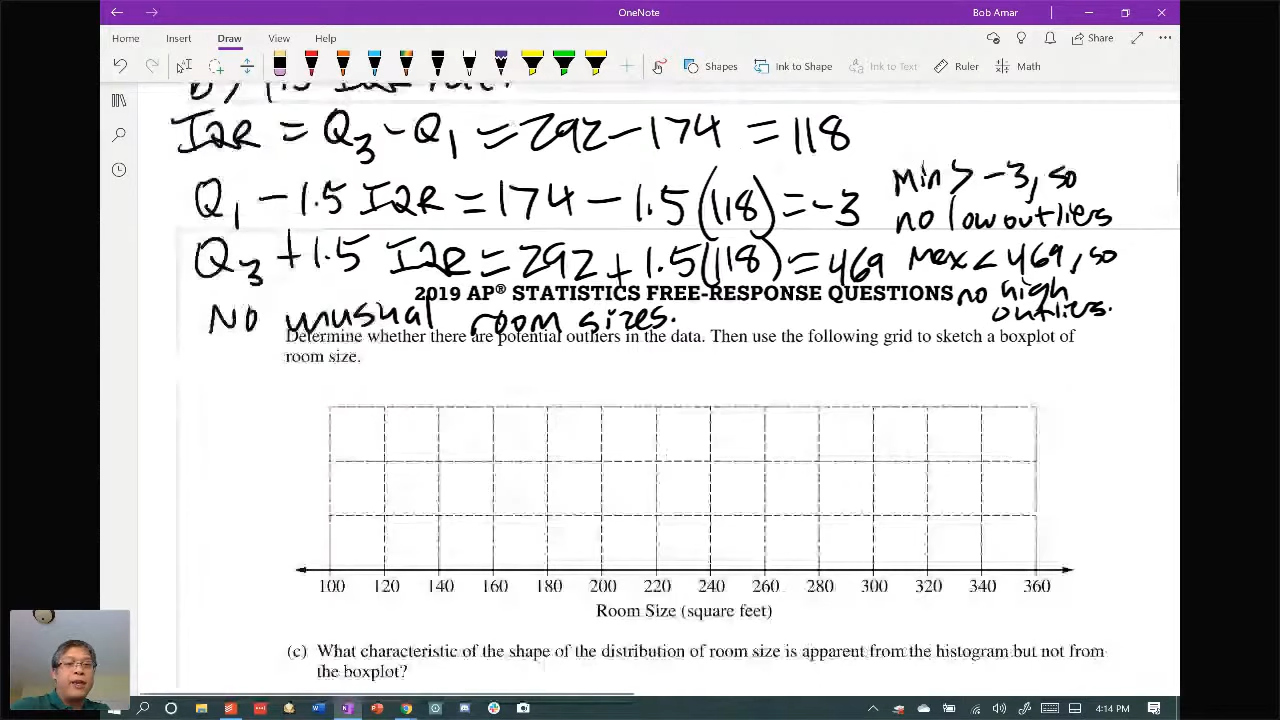 OneNote
Bob Amar
Home Insert Draw View Help
Share
Shapes Ink to Shape Ink to Text Ruler Math
b) 1.5 IQR rule:
IQR = Q3 - Q1 = 292 - 174 = 118
Q1 - 1.5 IQR = 174 - 1.5(118) = -3
Min > -3, so
no low outliers
Q3 + 1.5 IQR = 292 + 1.5(118) = 469
Max < 469, so
no high
outliers.
2019 AP® STATISTICS FREE-RESPONSE QUESTIONS
No unusual room sizes.
Determine whether there are potential outliers in the data. Then use the following grid to sketch a boxplot of
room size.
100 120 140 160 180 200 220 240 260 280 300 320 340 360
Room Size (square feet)
(c) What characteristic of the shape of the distribution of room size is apparent from the histogram but not from
the boxplot?
4:14 PM